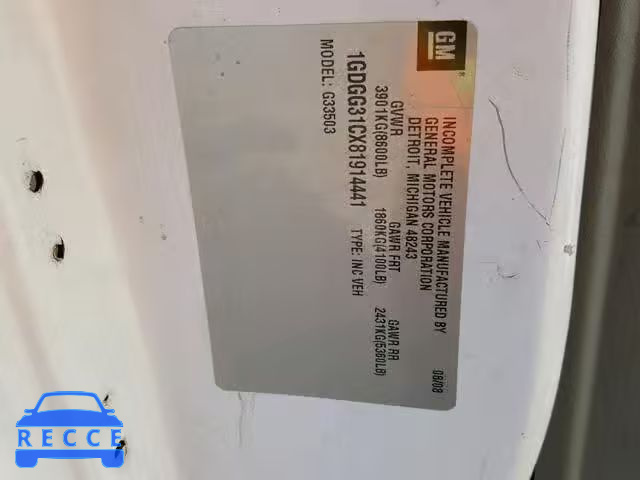 GM
INCOMPLETE VEHICLE MANUFACTURED BY
GENERAL MOTORS CORPORATION
DETROIT, MICHIGAN 48243
08/08
GVWR GAWR FRT GAWR RR
3901KG(8600LB) 1860KG(4100LB) 2431KG(5360LB)
1GDGG31CX81914441 TYPE: INC VEH
MODEL: G33503
RECCE